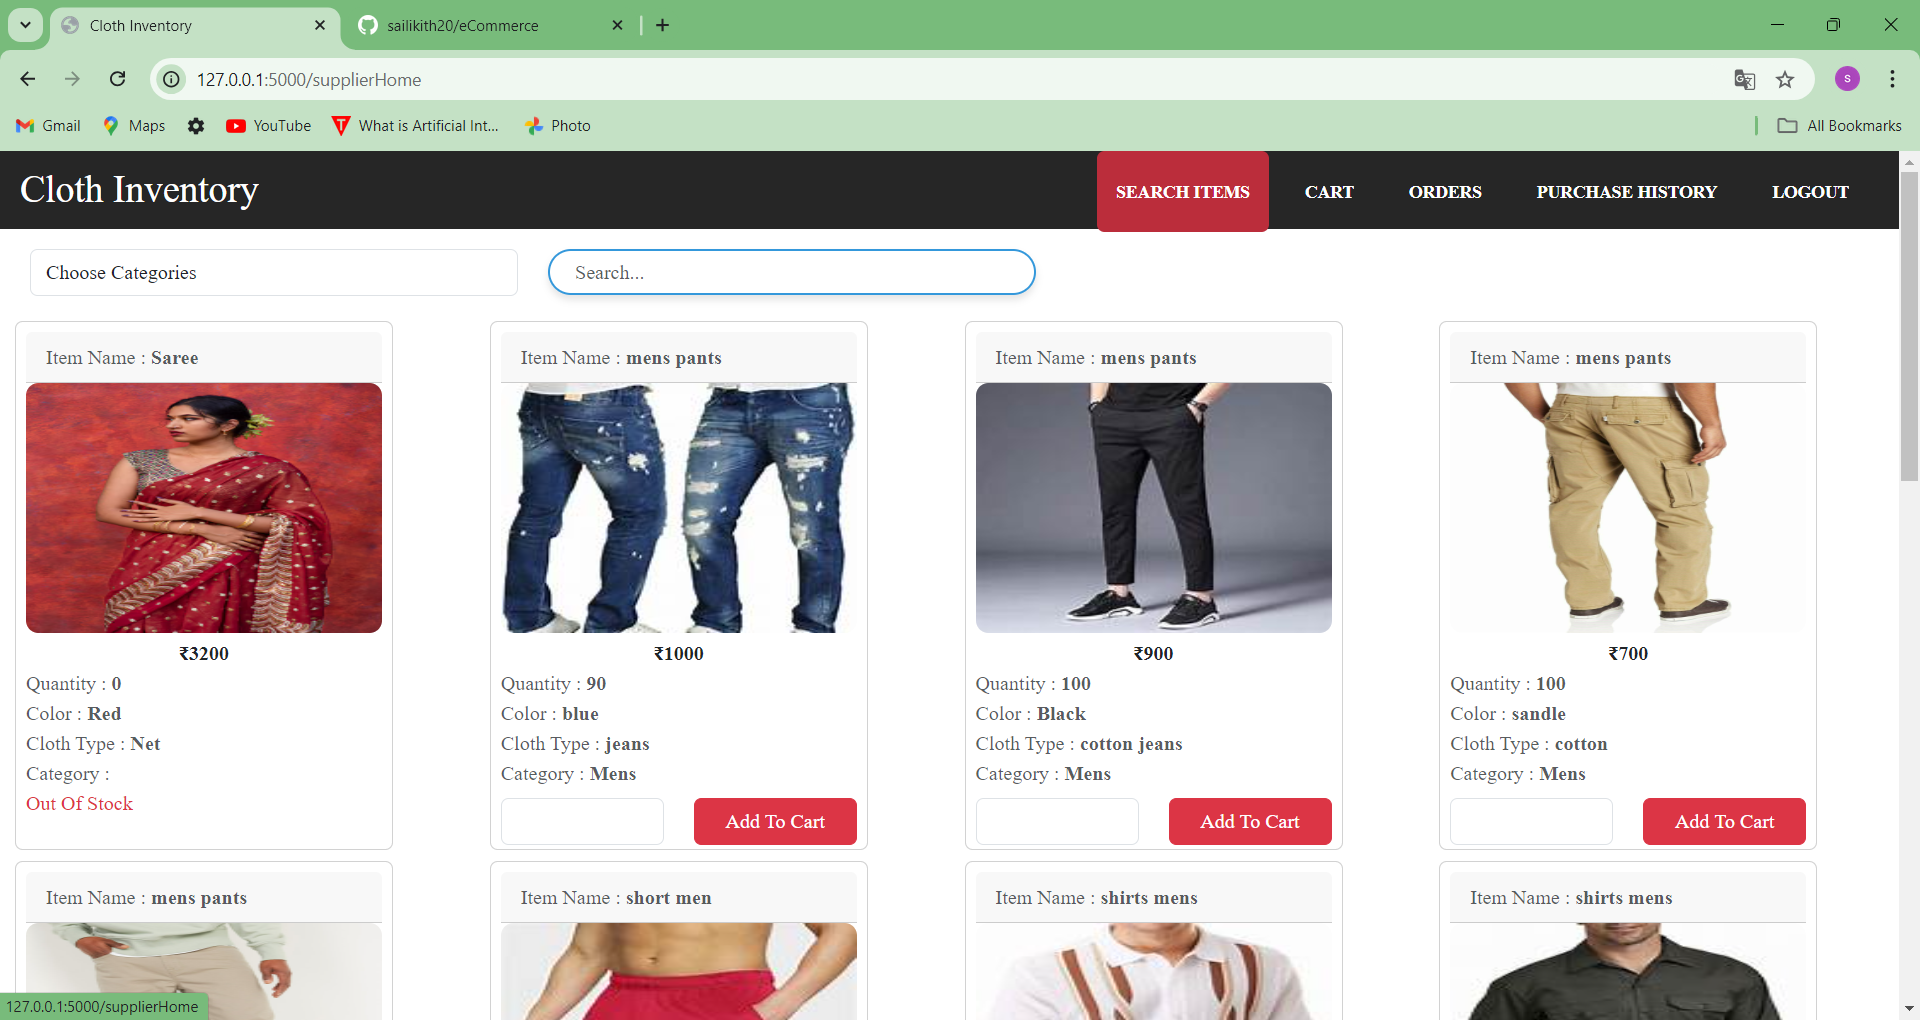 Cloth Inventory
sailikith20/eCommerce
127.0.0.1:5000/supplierHome
S
Gmail
Maps
YouTube
What is Artificial Int...
Photo
All Bookmarks
Cloth Inventory
SEARCH ITEMS
CART
ORDERS
PURCHASE HISTORY
LOGOUT
Choose Categories
Search...
Item Name : Saree
₹3200
Quantity : 0
Color : Red
Cloth Type : Net
Category :
Out Of Stock
Item Name : mens pants
₹1000
Quantity : 90
Color : blue
Cloth Type : jeans
Category : Mens
Add To Cart
Item Name : mens pants
₹900
Quantity : 100
Color : Black
Cloth Type : cotton jeans
Category : Mens
Add To Cart
Item Name : mens pants
₹700
Quantity : 100
Color : sandle
Cloth Type : cotton
Category : Mens
Add To Cart
Item Name : mens pants
Item Name : short men
Item Name : shirts mens
Item Name : shirts mens
127.0.0.1:5000/supplierHome